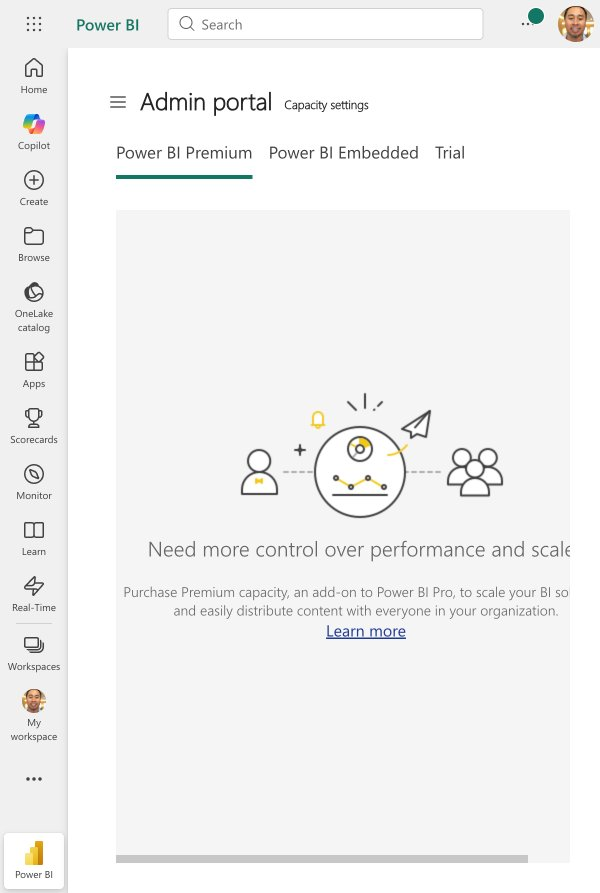 Power BI
Search
Home
Copilot
Create
Browse
OneLake
catalog
Apps
Scorecards
Monitor
Learn
Real-Time
Workspaces
My
workspace
Power BI
Admin portal Capacity settings
Power BI Premium Power BI Embedded Trial
Need more control over performance and scale
Purchase Premium capacity, an add-on to Power BI Pro, to scale your BI so
and easily distribute content with everyone in your organization.
Learn more